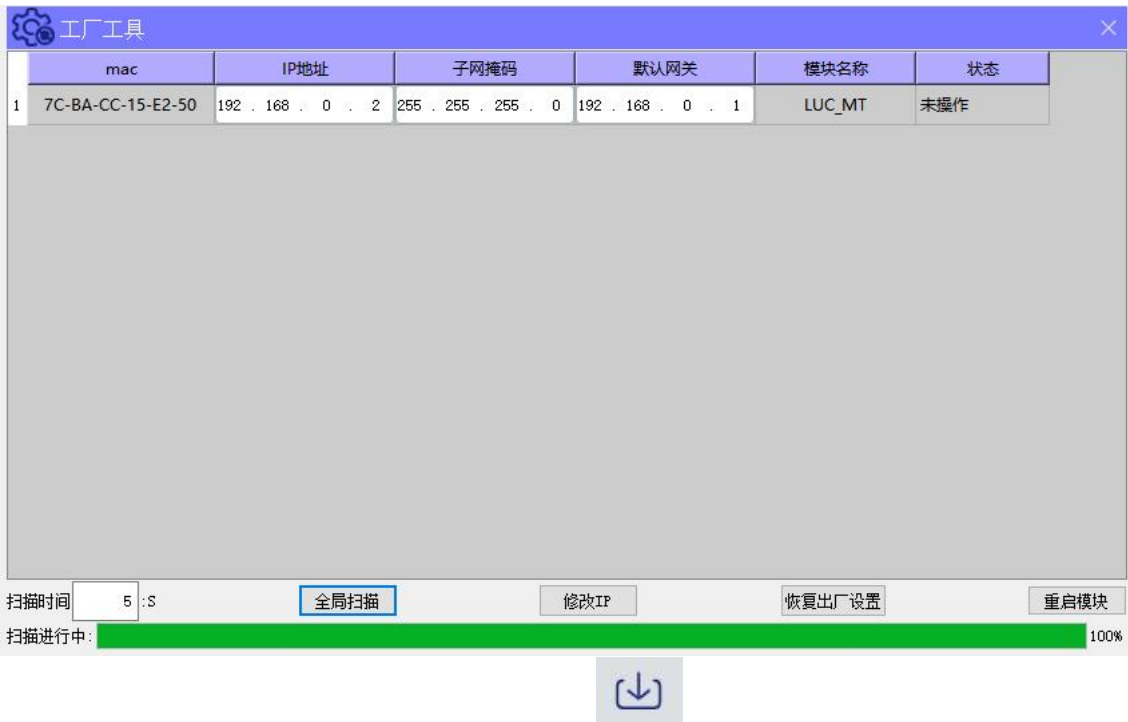 工厂工具
mac IP地址 子网掩码 默认网关 模块名称 状态
1 7C-BA-CC-15-E2-50 192 . 168 . 0 . 2 255 . 255 . 255 . 0 192 . 168 . 0 . 1 LUC_MT 未操作
扫描时间 5 :S 全局扫描 修改IP 恢复出厂设置 重启模块
扫描进行中: 100%